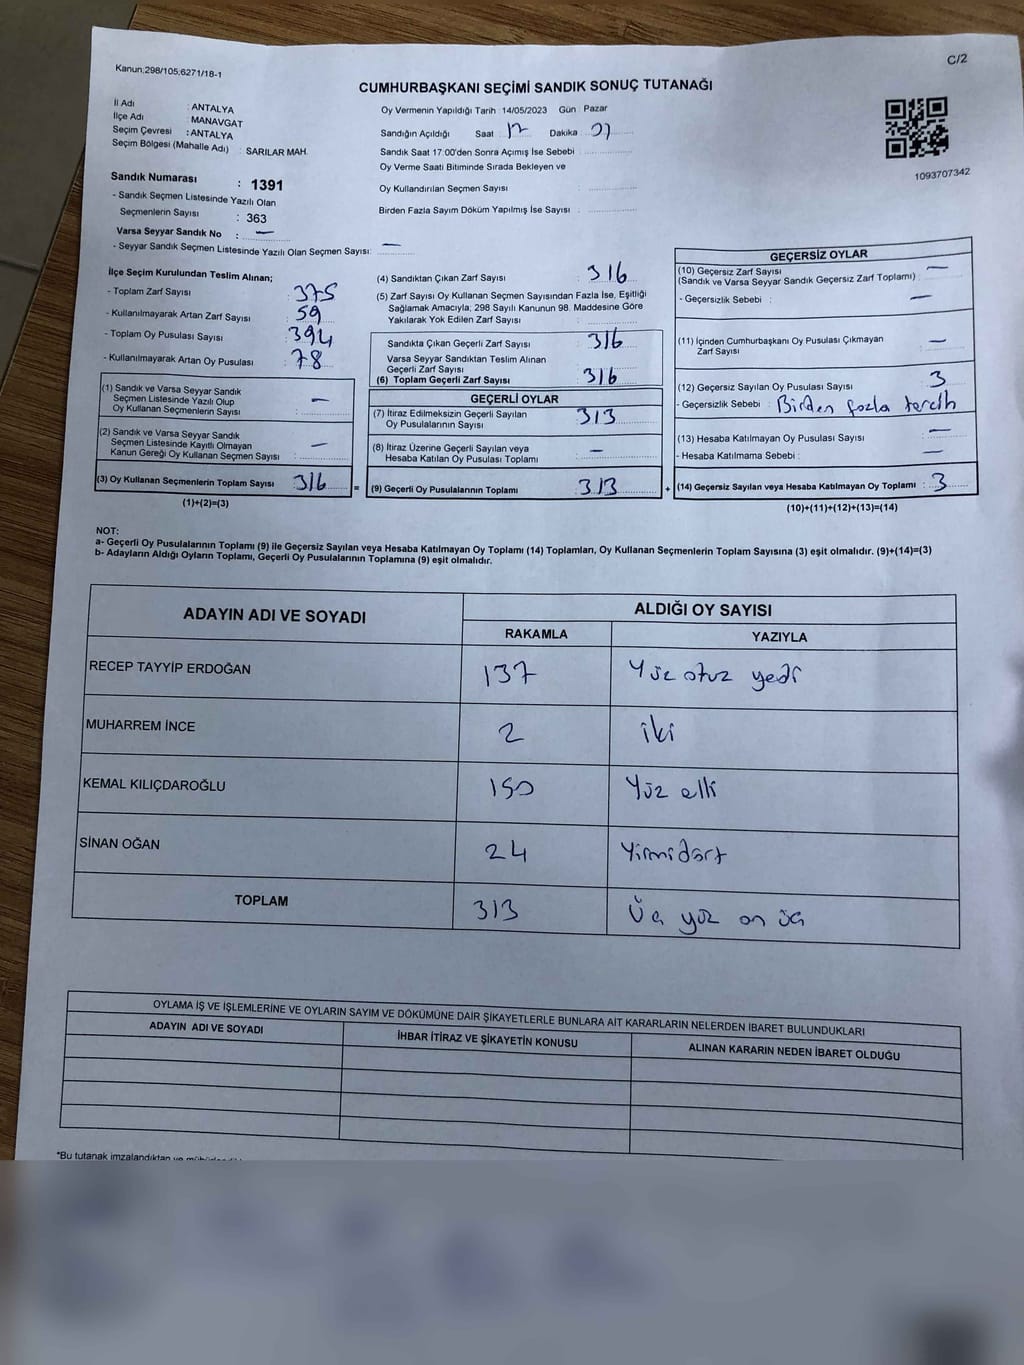 Kanun;298/105;6271/18-1
C/2
CUMHURBAŞKANI SEÇİMİ SANDIK SONUÇ TUTANAĞI
İl Adı : ANTALYA
İlçe Adı : MANAVGAT
Seçim Çevresi : ANTALYA
Seçim Bölgesi (Mahalle Adı) : SARILAR MAH.
Oy Vermenin Yapıldığı Tarih : 14/05/2023 Gün : Pazar
Sandığın Açıldığı Saat : 17 Dakika :
Sandık Saat 17:00'den Sonra Açımış İse Sebebi :
Oy Verme Saati Bitiminde Sırada Bekleyen ve
Oy Kullandırılan Seçmen Sayısı :
Birden Fazla Sayım Döküm Yapılmış İse Sayısı :
1093707342
Sandık Numarası : 1391
- Sandık Seçmen Listesinde Yazılı Olan
Seçmenlerin Sayısı : 363
Varsa Seyyar Sandık No : —
- Seyyar Sandık Seçmen Listesinde Yazılı Olan Seçmen Sayısı: —
İlçe Seçim Kurulundan Teslim Alınan;
- Toplam Zarf Sayısı : 375
- Kullanılmayarak Artan Zarf Sayısı : 59
- Toplam Oy Pusulası Sayısı : 394
- Kullanılmayarak Artan Oy Pusulası : 78
(1) Sandık ve Varsa Seyyar Sandık
Seçmen Listesinde Yazılı Olup
Oy Kullanan Seçmenlerin Sayısı : —
(2) Sandık ve Varsa Seyyar Sandık
Seçmen Listesinde Kayıtlı Olmayan
Kanun Gereği Oy Kullanan Seçmen Sayısı : —
(3) Oy Kullanan Seçmenlerin Toplam Sayısı : 316
(1)+(2)=(3)
(4) Sandıktan Çıkan Zarf Sayısı : 316
(5) Zarf Sayısı Oy Kullanan Seçmen Sayısından Fazla İse, Eşitliği
Sağlamak Amacıyla; 298 Sayılı Kanunun 98. Maddesine Göre
Yakılarak Yok Edilen Zarf Sayısı :
Sandıkta Çıkan Geçerli Zarf Sayısı : 316
Varsa Seyyar Sandıktan Teslim Alınan
Geçerli Zarf Sayısı :
(6) Toplam Geçerli Zarf Sayısı : 316
GEÇERLİ OYLAR
(7) İtiraz Edilmeksizin Geçerli Sayılan
Oy Pusulalarının Sayısı : 313
(8) İtiraz Üzerine Geçerli Sayılan veya
Hesaba Katılan Oy Pusulası Toplamı : —
= (9) Geçerli Oy Pusulalarının Toplamı : 313
GEÇERSİZ OYLAR
(10) Geçersiz Zarf Sayısı
(Sandık ve Varsa Seyyar Sandık Geçersiz Zarf Toplamı) : —
- Geçersizlik Sebebi : —
(11) İçinden Cumhurbaşkanı Oy Pusulası Çıkmayan
Zarf Sayısı : —
(12) Geçersiz Sayılan Oy Pusulası Sayısı : 3
- Geçersizlik Sebebi : Birden fazla tercih
(13) Hesaba Katılmayan Oy Pusulası Sayısı : —
- Hesaba Katılmama Sebebi : —
+ (14) Geçersiz Sayılan veya Hesaba Katılmayan Oy Toplamı : 3
(10)+(11)+(12)+(13)=(14)
NOT:
a- Geçerli Oy Pusulalarının Toplamı (9) ile Geçersiz Sayılan veya Hesaba Katılmayan Oy Toplamı (14) Toplamları, Oy Kullanan Seçmenlerin Toplam Sayısına (3) eşit olmalıdır. (9)+(14)=(3)
b- Adayların Aldığı Oyların Toplamı, Geçerli Oy Pusulalarının Toplamına (9) eşit olmalıdır.
ADAYIN ADI VE SOYADI
ALDIĞI OY SAYISI
RAKAMLA YAZIYLA
RECEP TAYYİP ERDOĞAN 137 Yüz otuz yedi
MUHARREM İNCE 2 iki
KEMAL KILIÇDAROĞLU 150 Yüz elli
SİNAN OĞAN 24 Yirmidört
TOPLAM 313 Üç yüz on üç
OYLAMA İŞ VE İŞLEMLERİNE VE OYLARIN SAYIM VE DÖKÜMÜNE DAİR ŞİKAYETLERLE BUNLARA AİT KARARLARIN NELERDEN İBARET BULUNDUKLARI
ADAYIN ADI VE SOYADI İHBAR İTİRAZ VE ŞİKAYETİN KONUSU ALINAN KARARIN NEDEN İBARET OLDUĞU
*Bu tutanak imzalandıktan ve